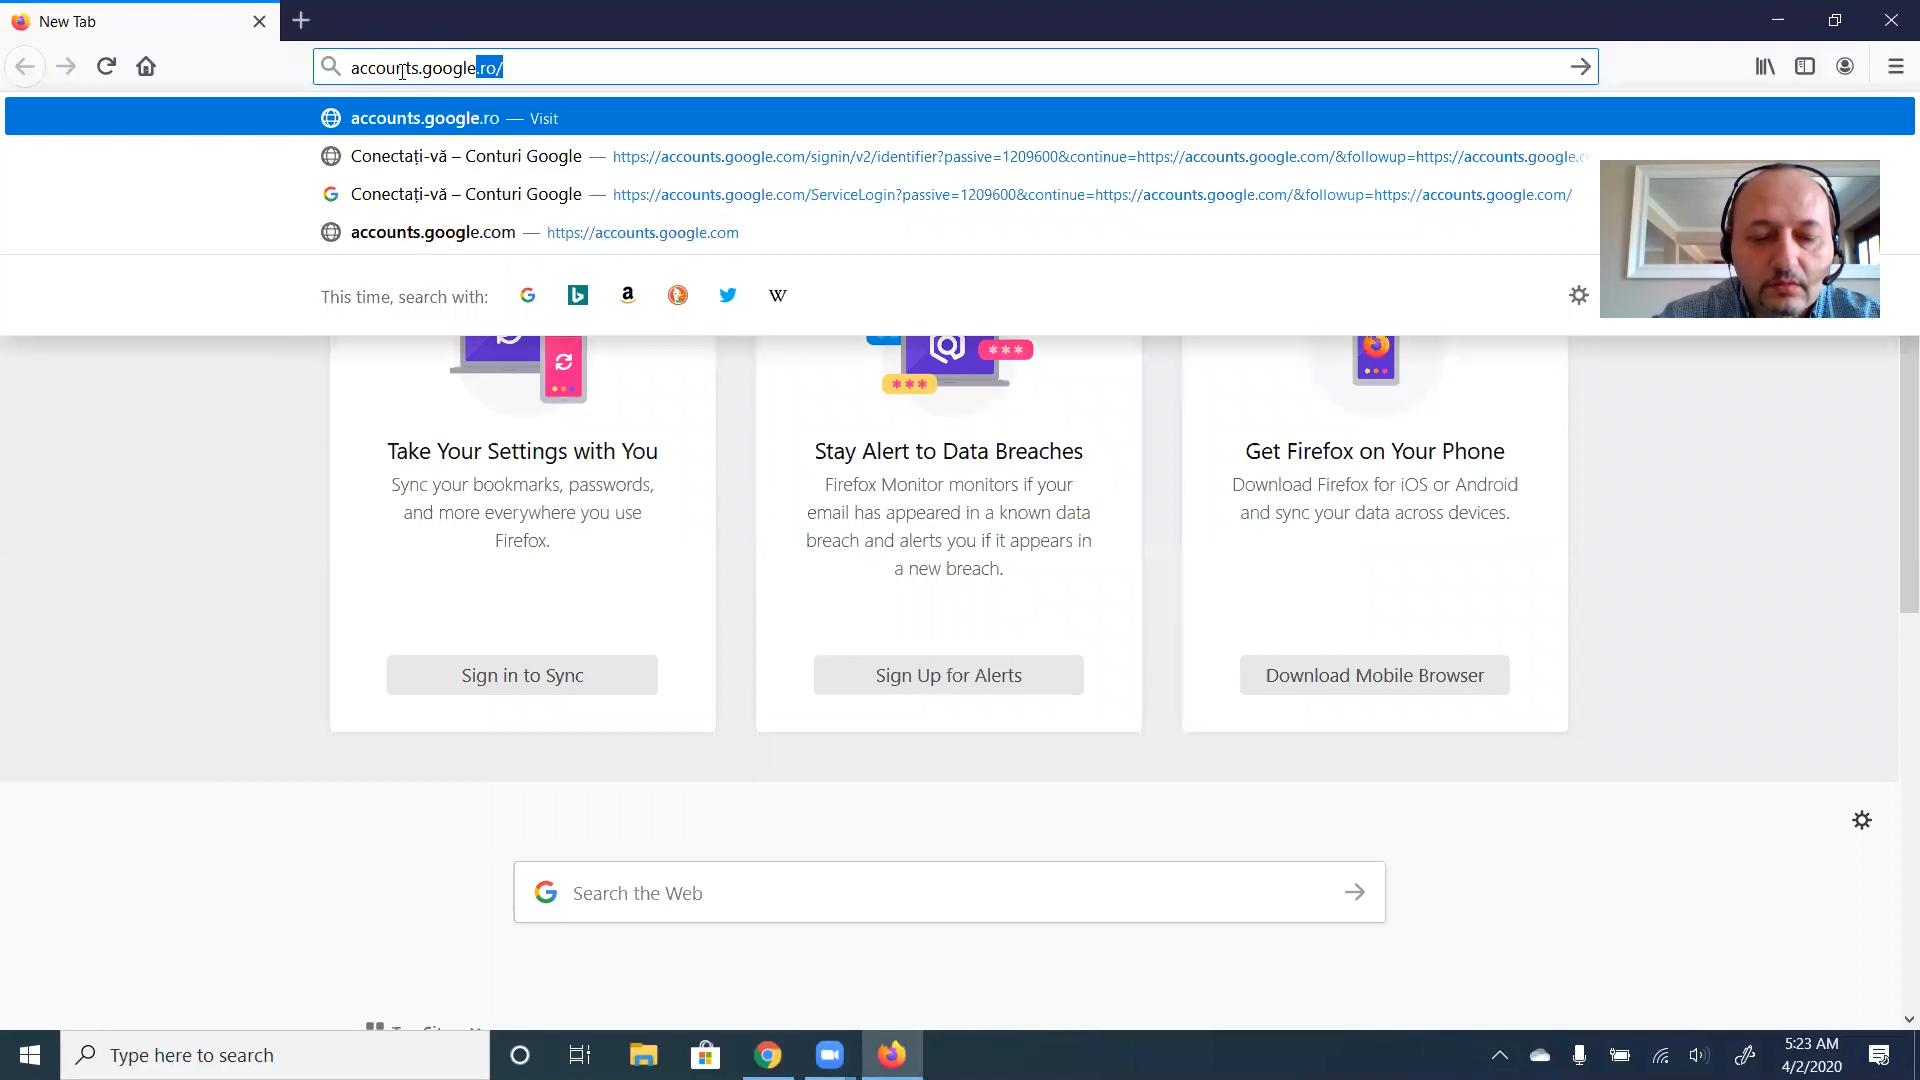 New Tab
accounts.google.ro/
accounts.google.ro — Visit
Conectați-vă – Conturi Google — https://accounts.google.com/signin/v2/identifier?passive=1209600&continue=https://accounts.google.com/&followup=https://accounts.google.c
Conectați-vă – Conturi Google — https://accounts.google.com/ServiceLogin?passive=1209600&continue=https://accounts.google.com/&followup=https://accounts.google.com/
accounts.google.com — https://accounts.google.com
This time, search with:
Take Your Settings with You
Sync your bookmarks, passwords,
and more everywhere you use
Firefox.
Sign in to Sync
Stay Alert to Data Breaches
Firefox Monitor monitors if your
email has appeared in a known data
breach and alerts you if it appears in
a new breach.
Sign Up for Alerts
Get Firefox on Your Phone
Download Firefox for iOS or Android
and sync your data across devices.
Download Mobile Browser
Search the Web
Type here to search
5:23 AM
4/2/2020